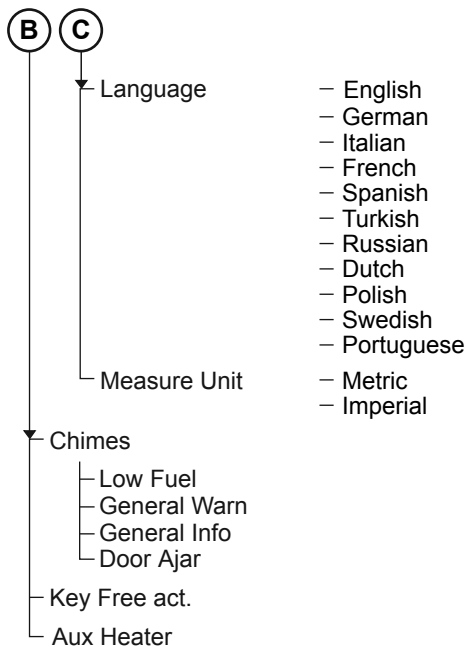 B C
Language – English
– German
– Italian
– French
– Spanish
– Turkish
– Russian
– Dutch
– Polish
– Swedish
– Portuguese
Measure Unit – Metric
– Imperial
Chimes
Low Fuel
General Warn
General Info
Door Ajar
Key Free act.
Aux Heater